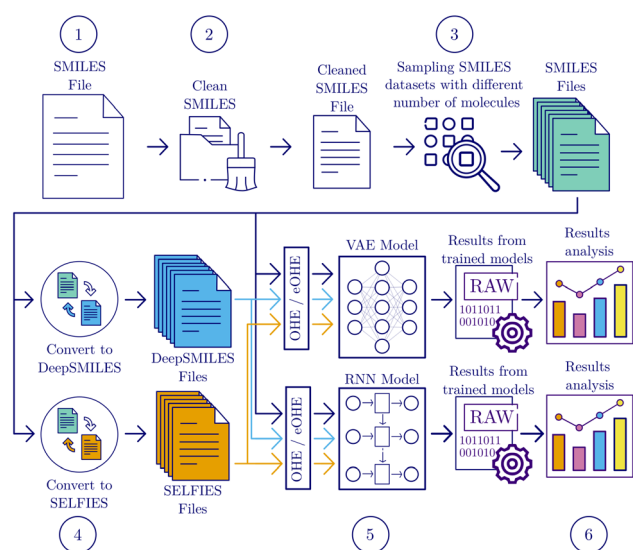 1
2
3
SMILES
File
Clean
SMILES
Cleaned
SMILES
File
Sampling SMILES
datasets with different
number of molecules
SMILES
Files
Convert to
DeepSMILES
DeepSMILES
Files
OHE / eOHE
VAE Model
Results from
trained models
RAW
1011011
001010
Results
analysis
Convert to
SELFIES
SELFIES
Files
OHE / eOHE
RNN Model
Results from
trained models
RAW
1011011
001010
Results
analysis
4
5
6